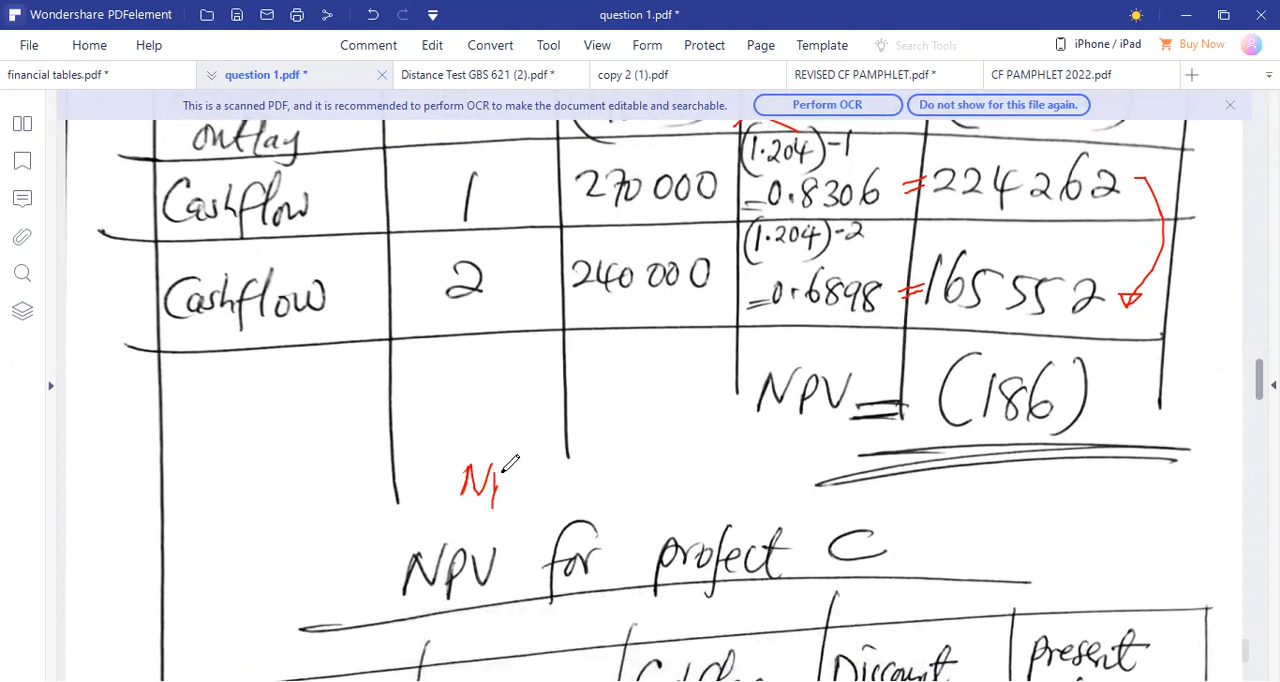 Wondershare PDFelement
question 1.pdf *
File Home Help Comment Edit Convert Tool View Form Protect Page Template Search Tools iPhone / iPad Buy Now
financial tables.pdf * question 1.pdf * Distance Test GBS 621 (2).pdf * copy 2 (1).pdf REVISED CF PAMPHLET.pdf * CF PAMPHLET 2022.pdf
This is a scanned PDF, and it is recommended to perform OCR to make the document editable and searchable. Perform OCR Do not show for this file again.
outlay
(1.204)-1
Cashflow 1 270 000 =0.8306 = 224 262
(1.204)-2
Cashflow 2 240 000 =0.6898 = 165 552
NPV = (186)
NPV for project C
Discount Present